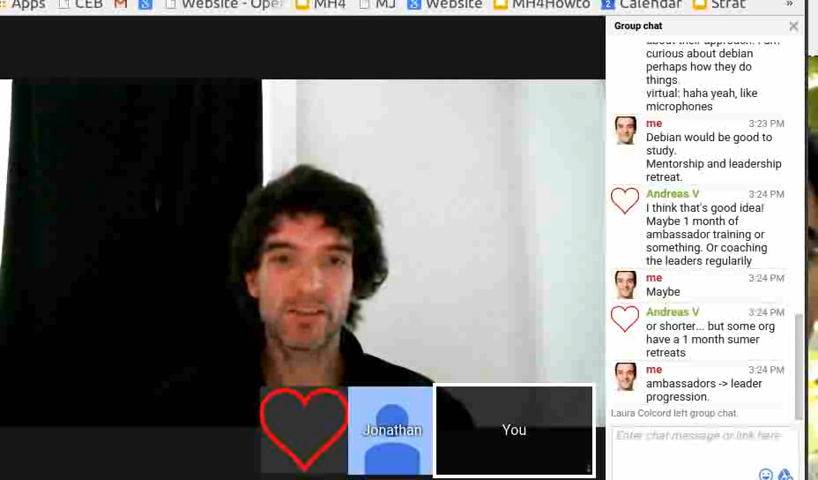 Apps CEB Website - Oper MH4 MJ Website MH4Howto Calendar Strat »
Group chat
about their approach. I am
curious about debian
perhaps how they do
things.
virtual: haha yeah, like
microphones
me 3:23 PM
Debian would be good to
study.
Mentorship and leadership
retreat.
Andreas V 3:24 PM
I think that's good idea!
Maybe 1 month of
ambassador training or
something. Or coaching
the leaders regularily
me 3:24 PM
Maybe
Andreas V 3:24 PM
or shorter... but some org
have a 1 month sumer
retreats
me 3:24 PM
ambassadors -> leader
progression.
Laura Colcord left group chat.
Enter chat message or link here
Jonathan
You